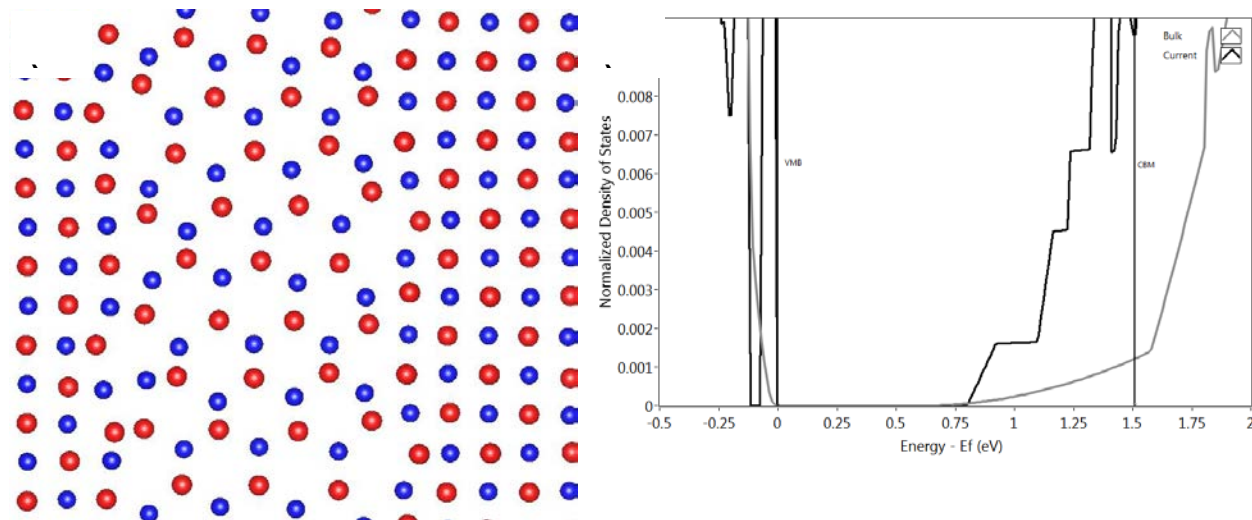 Bulk
Current
0.008
0.007
0.006
0.005
0.004
0.003
0.002
0.001
0
VMB
CBM
Normalized Density of States
-0.5 -0.25 0 0.25 0.5 0.75 1 1.25 1.5 1.75 2
Energy - Ef (eV)